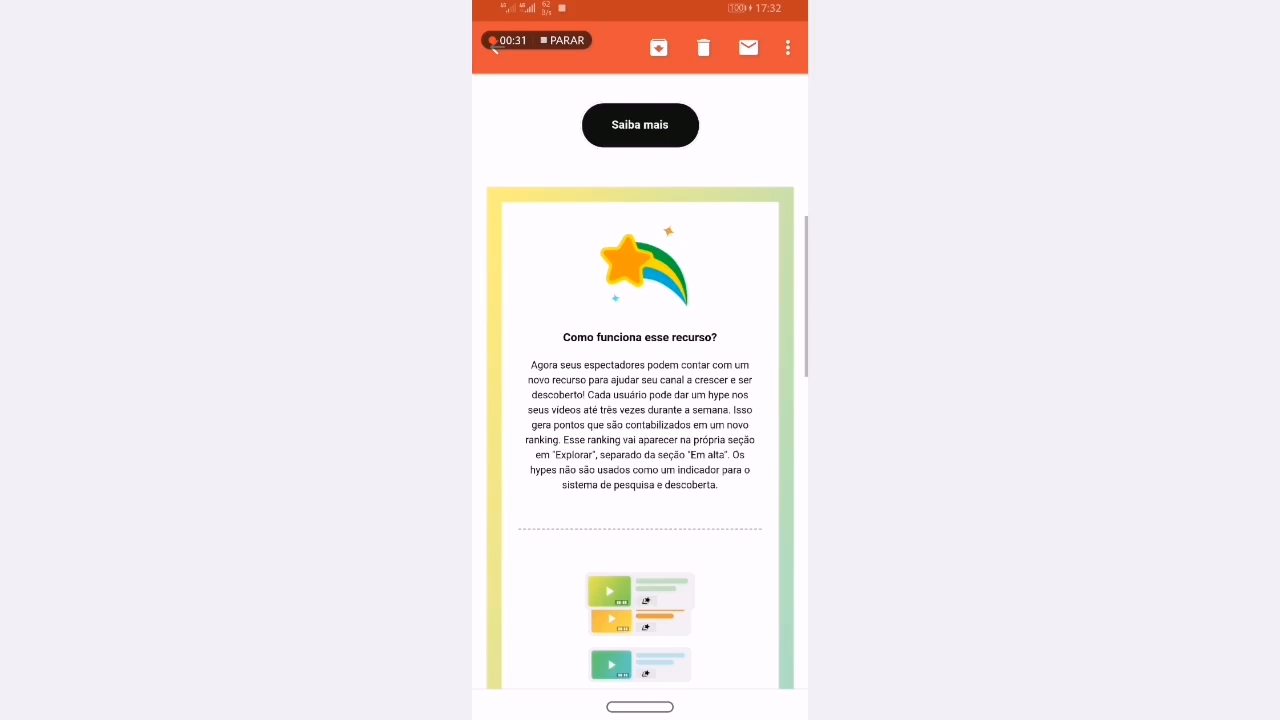 62
B/s
100
17:32
00:31
PARAR
Saiba mais
Como funciona esse recurso?
Agora seus espectadores podem contar com um
novo recurso para ajudar seu canal a crescer e ser
descoberto! Cada usuário pode dar um hype nos
seus vídeos até três vezes durante a semana. Isso
gera pontos que são contabilizados em um novo
ranking. Esse ranking vai aparecer na própria seção
em "Explorar", separado da seção "Em alta". Os
hypes não são usados como um indicador para o
sistema de pesquisa e descoberta.